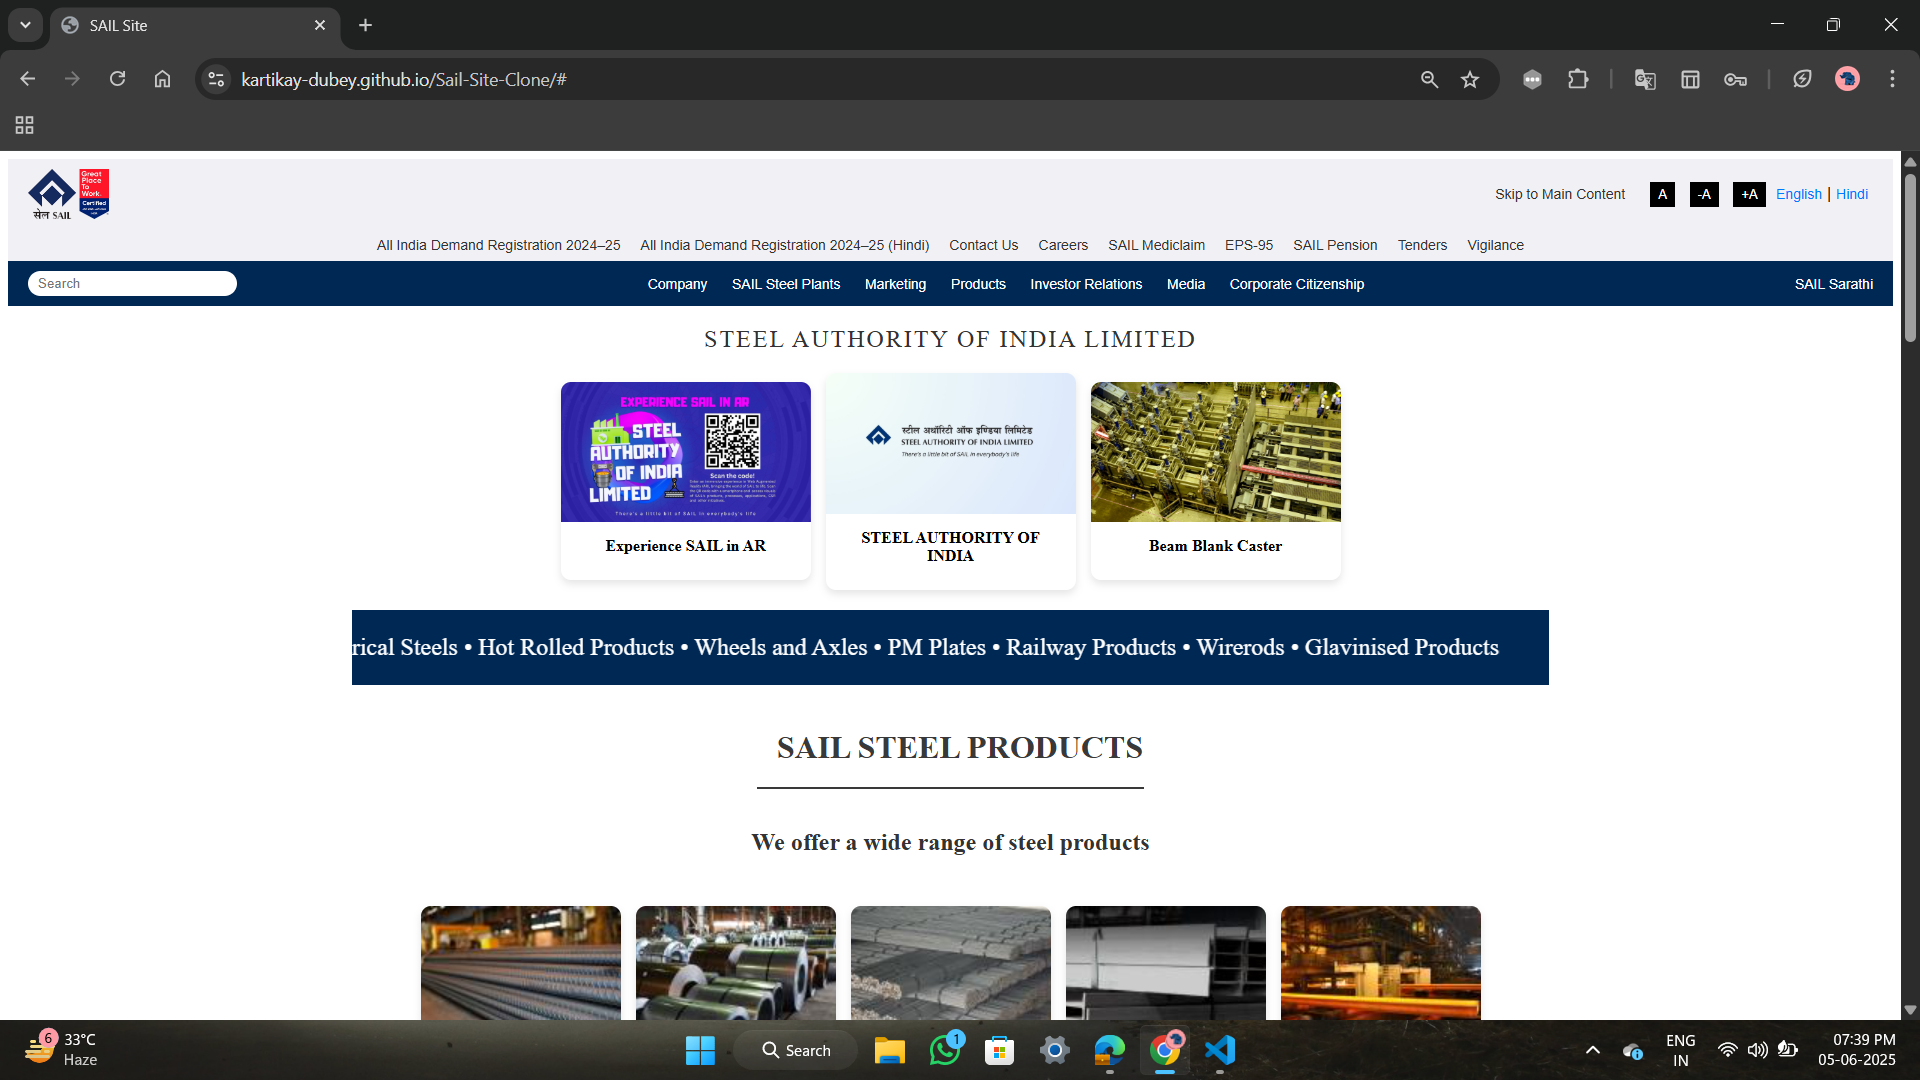 SAIL Site
kartikay-dubey.github.io/Sail-Site-Clone/#
Great
Place
To
Work.
Certified
सेल SAIL
Skip to Main Content A -A +A English | Hindi
All India Demand Registration 2024–25 All India Demand Registration 2024–25 (Hindi) Contact Us Careers SAIL Mediclaim EPS-95 SAIL Pension Tenders Vigilance
Search Company SAIL Steel Plants Marketing Products Investor Relations Media Corporate Citizenship SAIL Sarathi
STEEL AUTHORITY OF INDIA LIMITED
EXPERIENCE SAIL IN AR
STEEL
AUTHORITY
OF INDIA
LIMITED
Scan the code!
There's a little bit of SAIL in everybody's life
स्टील अथॉरिटी ऑफ इण्डिया लिमिटेड
STEEL AUTHORITY OF INDIA LIMITED
There's a little bit of SAIL in everybody's life
Experience SAIL in AR
STEEL AUTHORITY OF
INDIA
Beam Blank Caster
rical Steels • Hot Rolled Products • Wheels and Axles • PM Plates • Railway Products • Wirerods • Glavinised Products
SAIL STEEL PRODUCTS
We offer a wide range of steel products
6
33°C
Haze
Search
1
ENG
IN
07:39 PM
05-06-2025